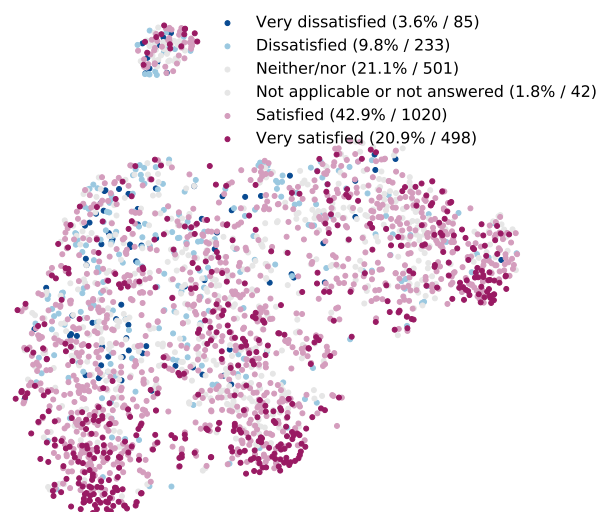 Very dissatisfied (3.6% / 85)
Dissatisfied (9.8% / 233)
Neither/nor (21.1% / 501)
Not applicable or not answered (1.8% / 42)
Satisfied (42.9% / 1020)
Very satisfied (20.9% / 498)